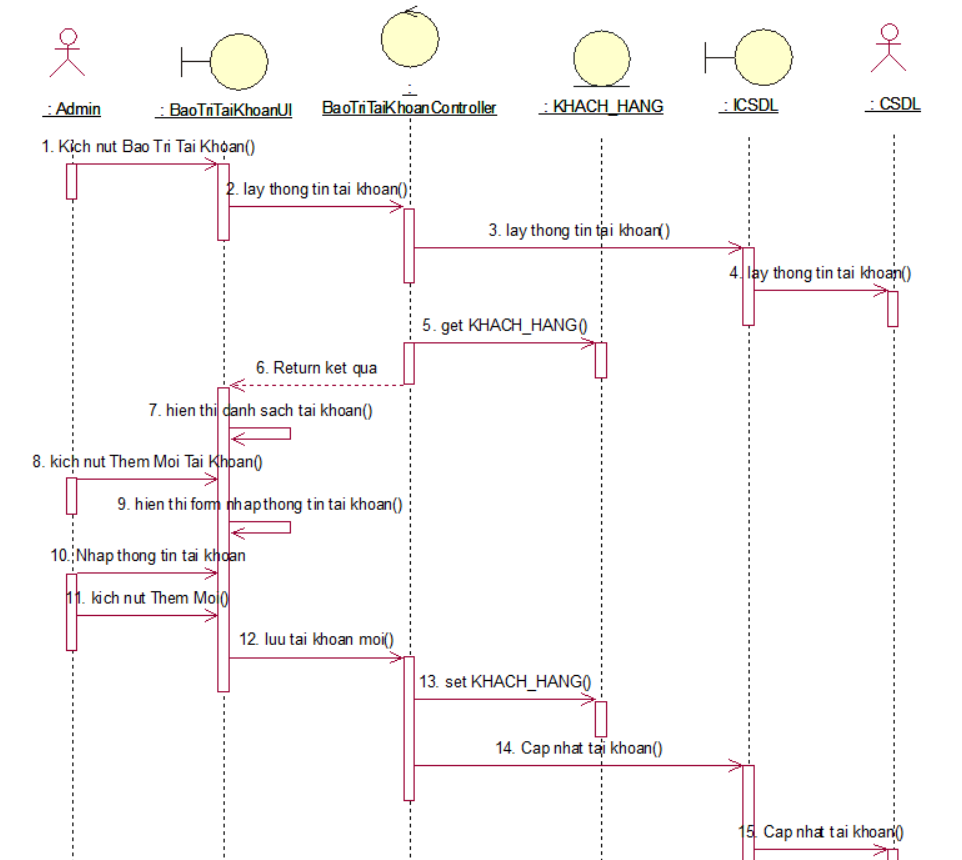 : Admin
: BaoTriTaiKhoanUI
:
BaoTriTaiKhoanController
: KHACH_HANG
: ICSDL
: CSDL
1. Kich nut Bao Tri Tai Khoan()
2. lay thong tin tai khoan()
3. lay thong tin tai khoan()
4. lay thong tin tai khoan()
5. get KHACH_HANG()
6. Return ket qua
7. hien thi danh sach tai khoan()
8. kich nut Them Moi Tai Khoan()
9. hien thi form nhap thong tin tai khoan()
10. Nhap thong tin tai khoan
11. kich nut Them Moi()
12. luu tai khoan moi()
13. set KHACH_HANG()
14. Cap nhat tai khoan()
15. Cap nhat tai khoan()